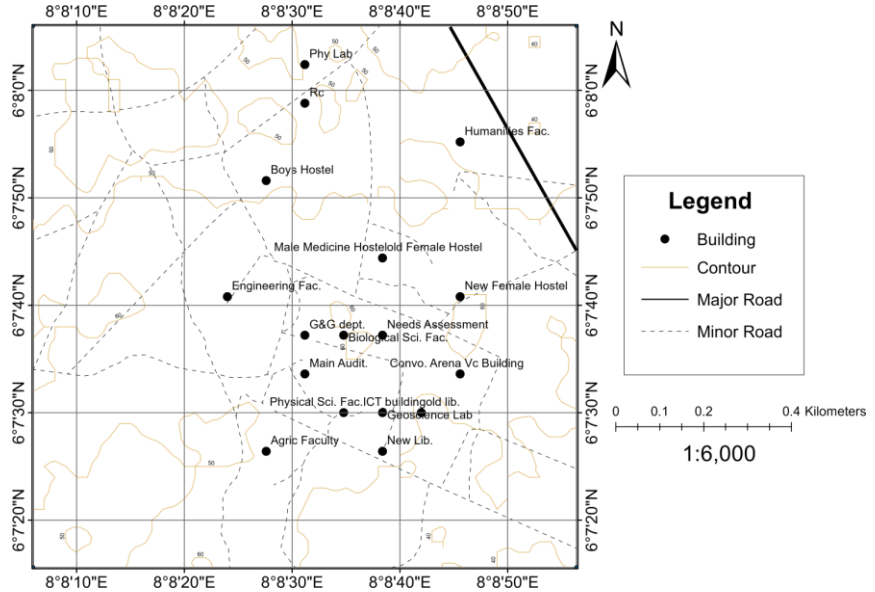 N
Phy Lab
Rc
Humanities Fac.
Boys Hostel
Male Medicine Hostelold Female Hostel
Engineering Fac.
New Female Hostel
G&G dept.
Needs Assessment
Biological Sci. Fac.
Main Audit.
Convo. Arena Vc Building
Physical Sci. Fac.ICT buildingold lib.
Geoscience Lab
Agric Faculty
New Lib.
6°8'0"N
6°8'0"N
6°7'50"N
6°7'50"N
6°7'40"N
6°7'40"N
6°7'30"N
6°7'30"N
6°7'20"N
6°7'20"N
8°8'10"E
8°8'20"E
8°8'30"E
8°8'40"E
8°8'50"E
8°8'10"E
8°8'20"E
8°8'30"E
8°8'40"E
8°8'50"E
Legend
Building
Contour
Major Road
Minor Road
0 0.1 0.2 0.4 Kilometers
1:6,000